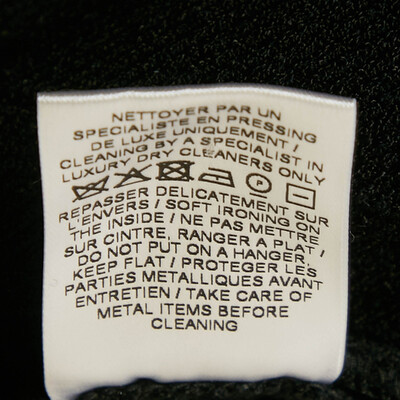 NETTOYER PAR UN
SPECIALISTE EN PRESSING
DE LUXE UNIQUEMENT /
CLEANING BY A SPECIALIST IN
LUXURY DRY CLEANERS ONLY
P
REPASSER DELICATEMENT SUR
L'ENVERS / SOFT IRONING ON
THE INSIDE / NE PAS METTRE
SUR CINTRE, RANGER A PLAT /
DO NOT PUT ON A HANGER,
KEEP FLAT / PROTEGER LES
PARTIES METALLIQUES AVANT
ENTRETIEN / TAKE CARE OF
METAL ITEMS BEFORE
CLEANING